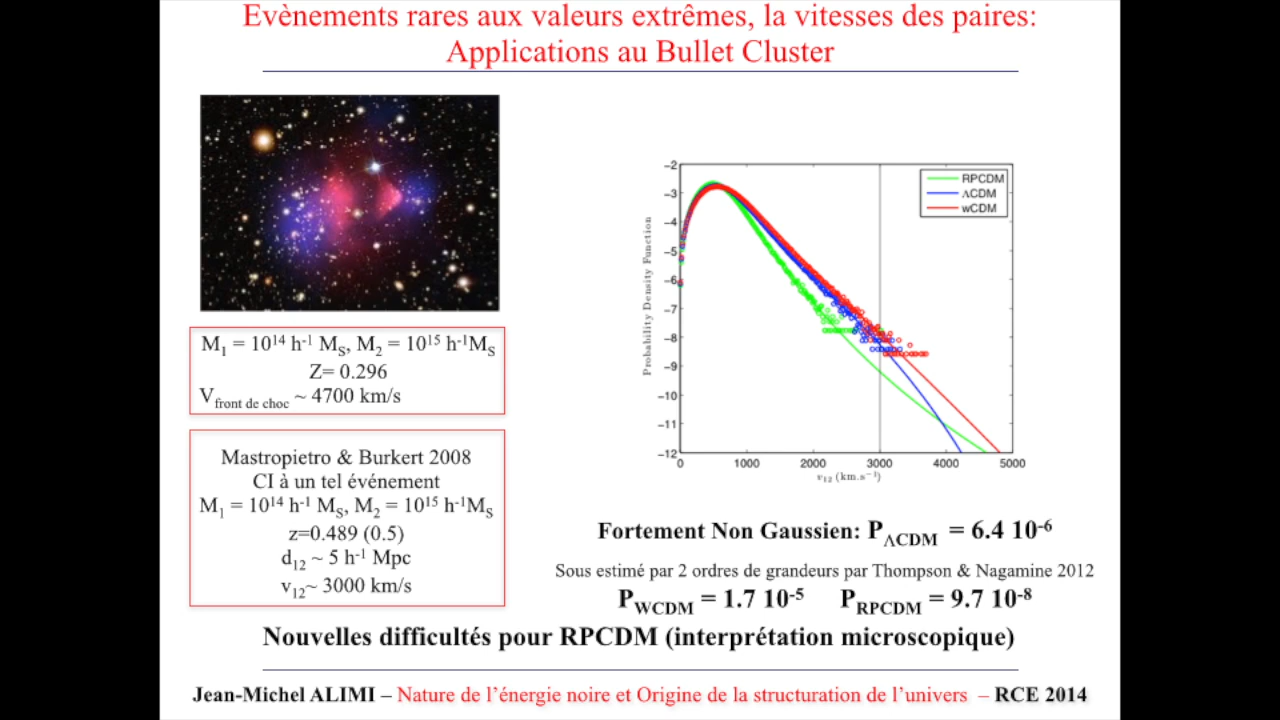 Evènements rares aux valeurs extrêmes, la vitesses des paires:
Applications au Bullet Cluster
M1 = 10^14 h^-1 MS, M2 = 10^15 h^-1MS
Z= 0.296
Vfront de choc ~ 4700 km/s
Mastropietro & Burkert 2008
CI à un tel événement
M1 = 10^14 h^-1 MS, M2 = 10^15 h^-1MS
z=0.489 (0.5)
d12 ~ 5 h^-1 Mpc
v12~ 3000 km/s
Probability Density Function
−2
−3
−4
−5
−6
−7
−8
−9
−10
−11
−12
0 1000 2000 3000 4000 5000
v12 (km.s^−1)
RPCDM
ΛCDM
wCDM
Fortement Non Gaussien: PΛCDM = 6.4 10^-6
Sous estimé par 2 ordres de grandeurs par Thompson & Nagamine 2012
PWCDM = 1.7 10^-5 PRPCDM = 9.7 10^-8
Nouvelles difficultés pour RPCDM (interprétation microscopique)
Jean-Michel ALIMI – Nature de l’énergie noire et Origine de la structuration de l’univers – RCE 2014